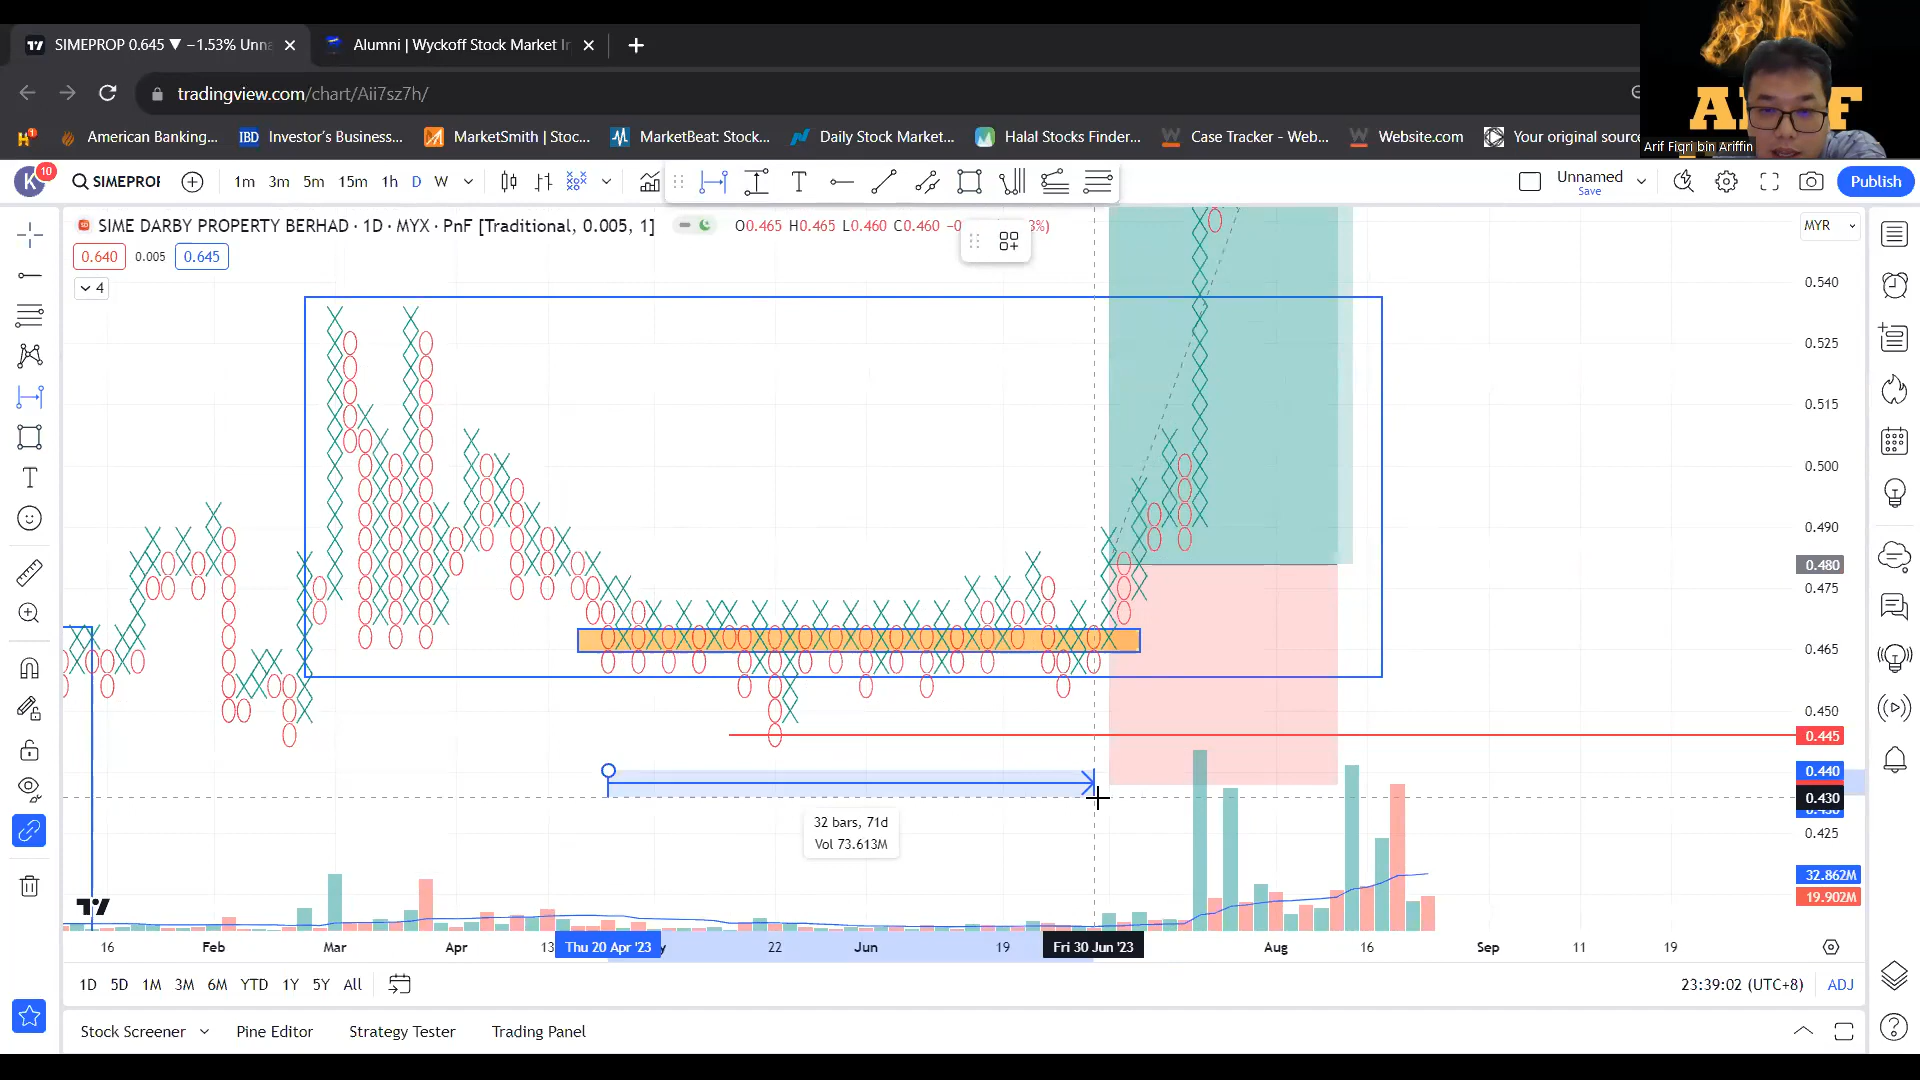 SIMEPROP 0.645 ▼ −1.53% Unna
Alumni | Wyckoff Stock Market In
tradingview.com/chart/Aii7sz7h/
American Banking...
IBD Investor's Business...
MarketSmith | Stoc...
MarketBeat: Stock...
Daily Stock Market...
Halal Stocks Finder...
Case Tracker - Web...
Website.com
Your original source
Arif Fiqri bin Ariffin
K 10
SIMEPROP
1m 3m 5m 15m 1h D W
Unnamed
Save
Publish
SIME DARBY PROPERTY BERHAD · 1D · MYX · PnF [Traditional, 0.005, 1]
O0.465 H0.465 L0.460 C0.460
MYR
0.640 0.005 0.645
4
0.540
0.525
0.515
0.500
0.490
0.480
0.475
0.465
0.450
0.445
0.440
0.430
0.425
32 bars, 71d
Vol 73.613M
32.862M
19.902M
16 Feb Mar Apr 13 Thu 20 Apr '23 22 Jun 19 Fri 30 Jun '23 Aug 16 Sep 11 19
1D 5D 1M 3M 6M YTD 1Y 5Y All
23:39:02 (UTC+8) ADJ
Stock Screener Pine Editor Strategy Tester Trading Panel